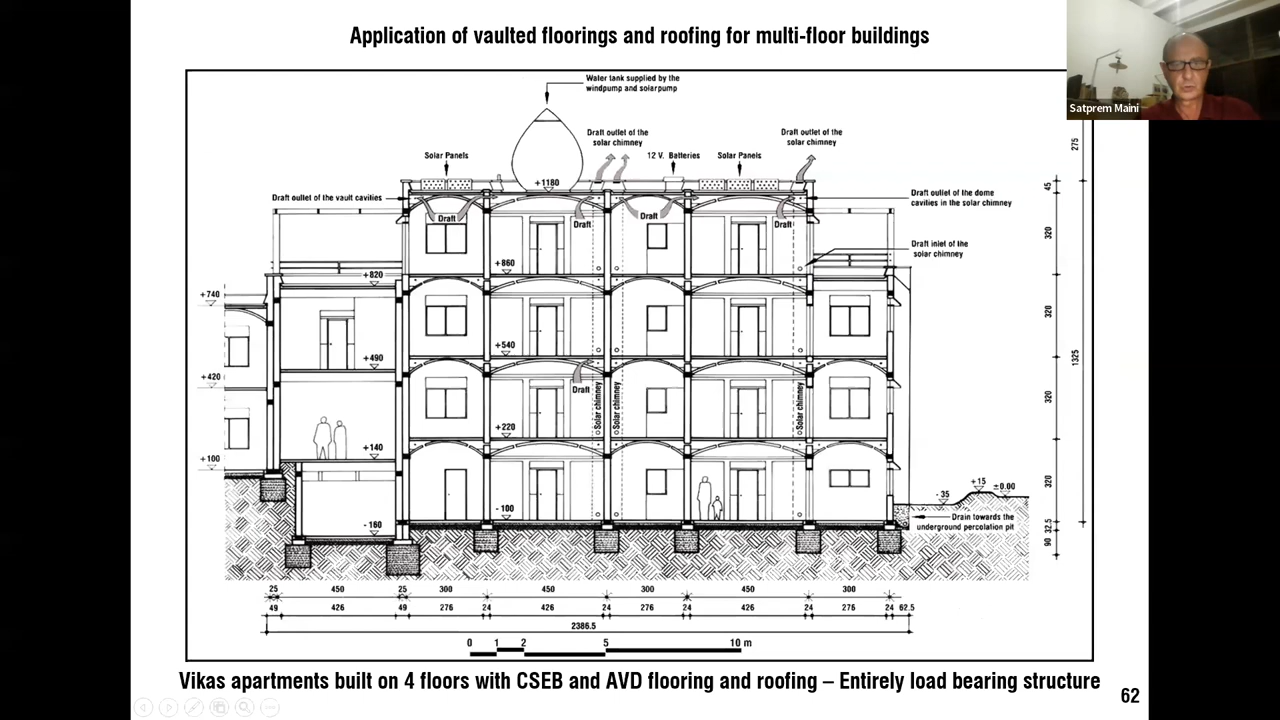 Application of vaulted floorings and roofing for multi-floor buildings
Satprem Maini
Water tank supplied by the
windpump and solarpump
Draft outlet of the
solar chimney
Draft outlet of the
solar chimney
Solar Panels
12 V. Batteries
Solar Panels
275
+1180
45
Draft outlet of the vault cavities
Draft outlet of the dome
cavities in the solar chimney
Draft
Draft
Draft
Draft
320
Draft inlet of the
solar chimney
+860
+820
+740
320
+540
+490
1325
+420
Draft
Solar chimney
Solar chimney
Solar chimney
320
+220
+140
+100
320
- 100
- 35
+15
±0.00
- 160
Drain towards the
underground percolation pit
32.5
90
25 450 25 300 450 300 450 300
49 426 49 276 24 426 24 276 24 426 24 276 24 62.5
2386.5
0 1 2 5 10 m
Vikas apartments built on 4 floors with CSEB and AVD flooring and roofing – Entirely load bearing structure
62